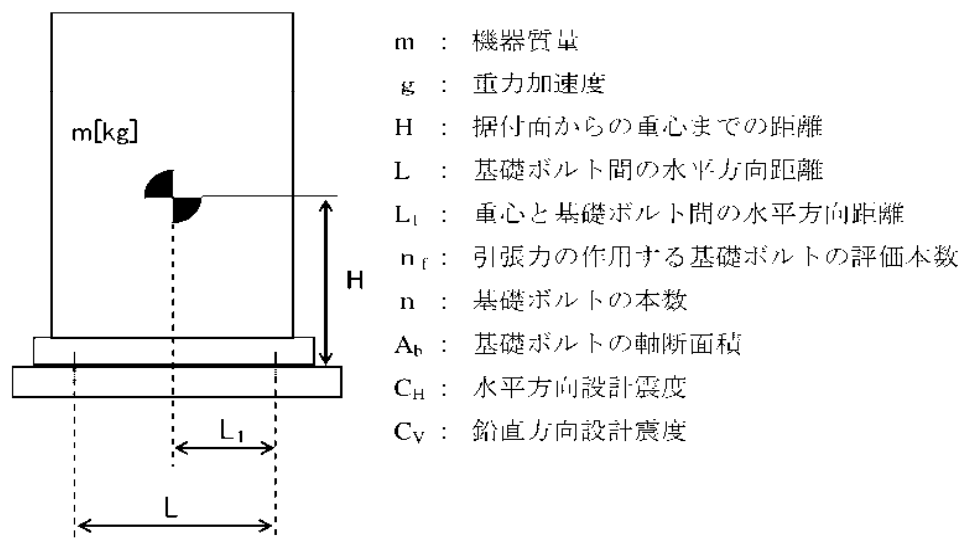 m[kg]
H
L₁
L
m : 機器質量
g : 重力加速度
H : 据付面からの重心までの距離
L : 基礎ボルト間の水平方向距離
L₁ : 重心と基礎ボルト間の水平方向距離
n_f : 引張力の作用する基礎ボルトの評価本数
n : 基礎ボルトの本数
A_b : 基礎ボルトの軸断面積
C_H : 水平方向設計震度
C_V : 鉛直方向設計震度